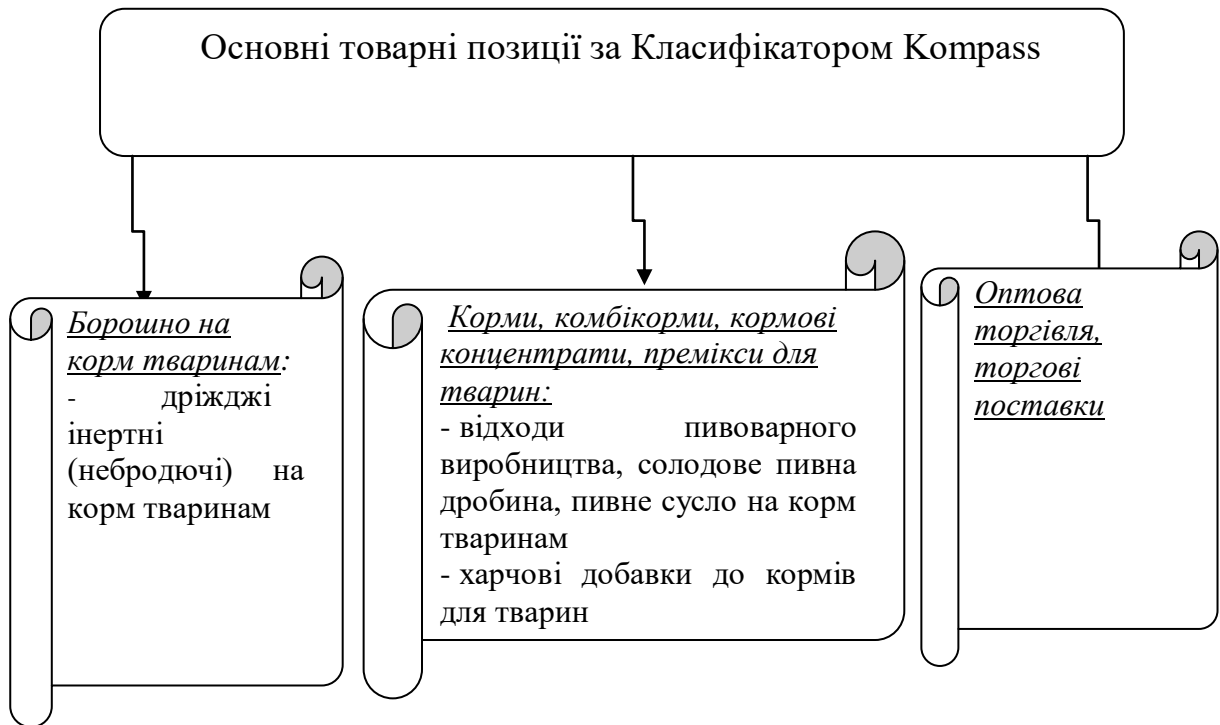 Основні товарні позиції за Класифікатором Kompass
Борошно на
корм тваринам:
- дріжджі
інертні
(небродючі) на
корм тваринам
Корми, комбікорми, кормові
концентрати, премікси для
тварин:
- відходи пивоварного
виробництва, солодове пивна
дробина, пивне сусло на корм
тваринам
- харчові добавки до кормів
для тварин
Оптова
торгівля,
торгові
поставки